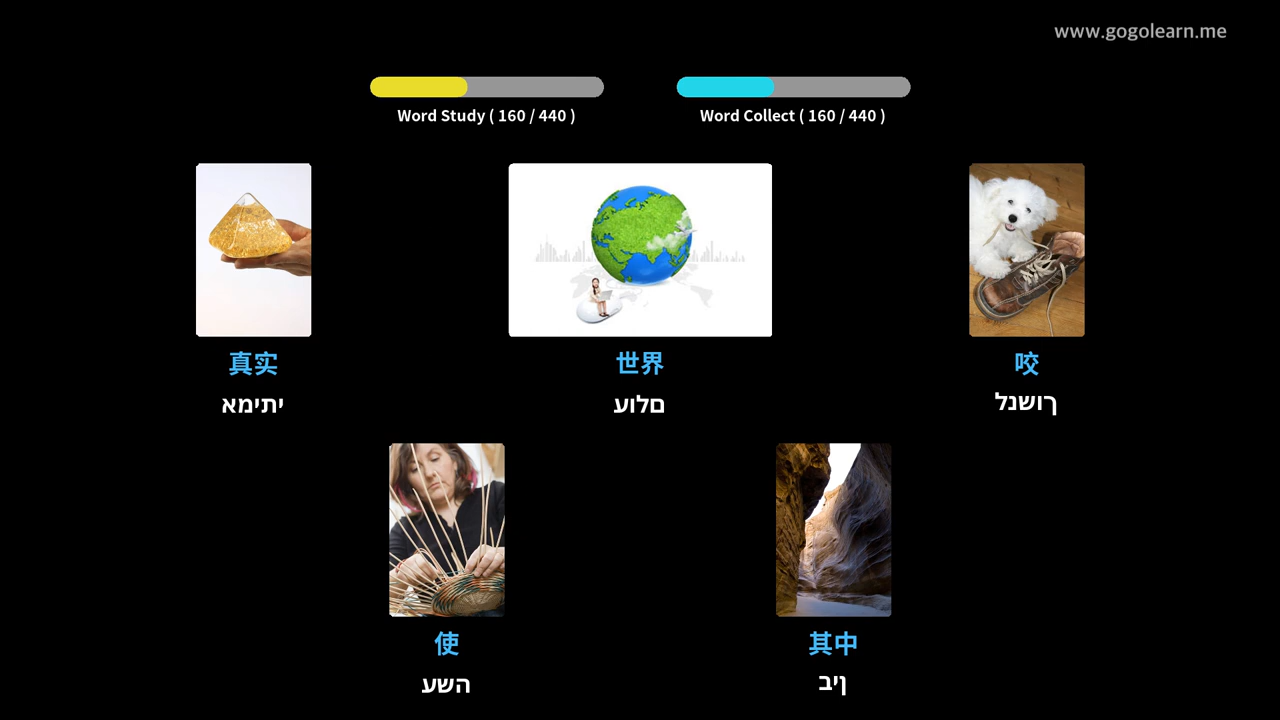 www.gogolearn.me
Word Study ( 160 / 440 )
Word Collect ( 160 / 440 )
真实
אמיתי
世界
עולם
咬
לנשוך
使
עשה
其中
בין